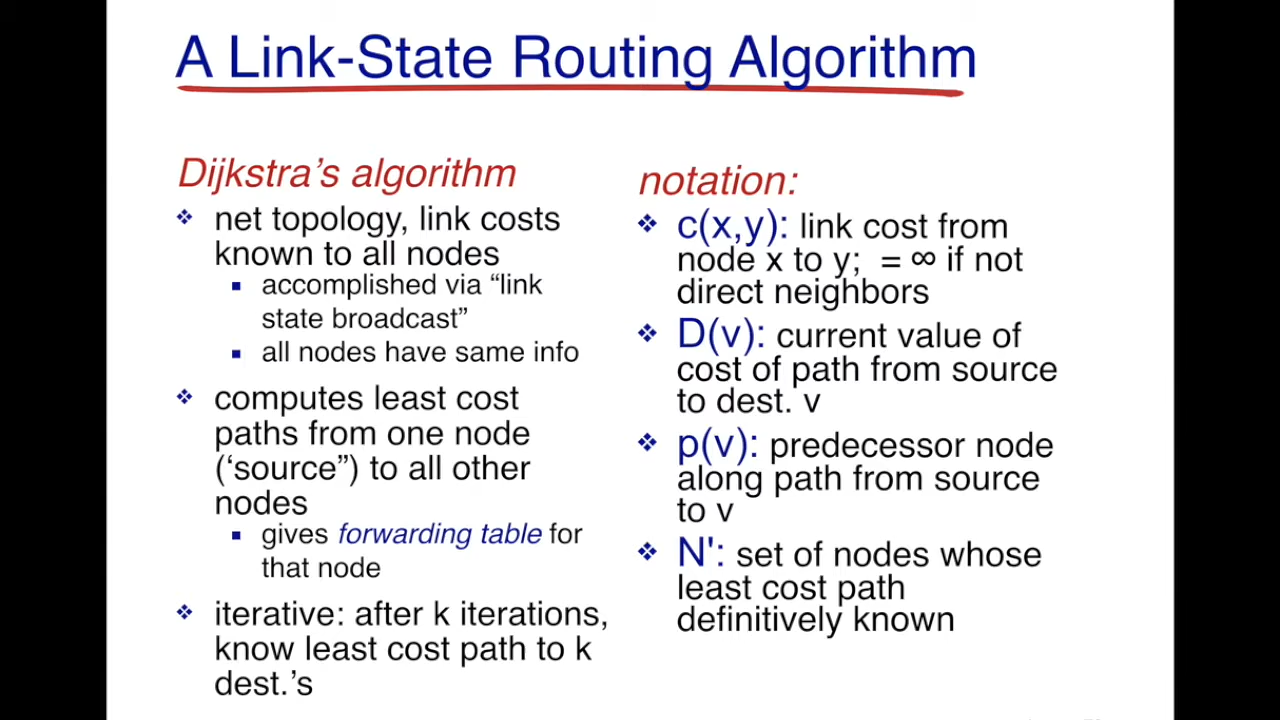 A Link-State Routing Algorithm
Dijkstra's algorithm
❖ net topology, link costs
known to all nodes
▪ accomplished via “link
state broadcast”
▪ all nodes have same info
❖ computes least cost
paths from one node
(‘source”) to all other
nodes
▪ gives forwarding table for
that node
❖ iterative: after k iterations,
know least cost path to k
dest.’s
notation:
❖ c(x,y): link cost from
node x to y;  = ∞ if not
direct neighbors
❖ D(v): current value of
cost of path from source
to dest. v
❖ p(v): predecessor node
along path from source
to v
❖ N': set of nodes whose
least cost path
definitively known